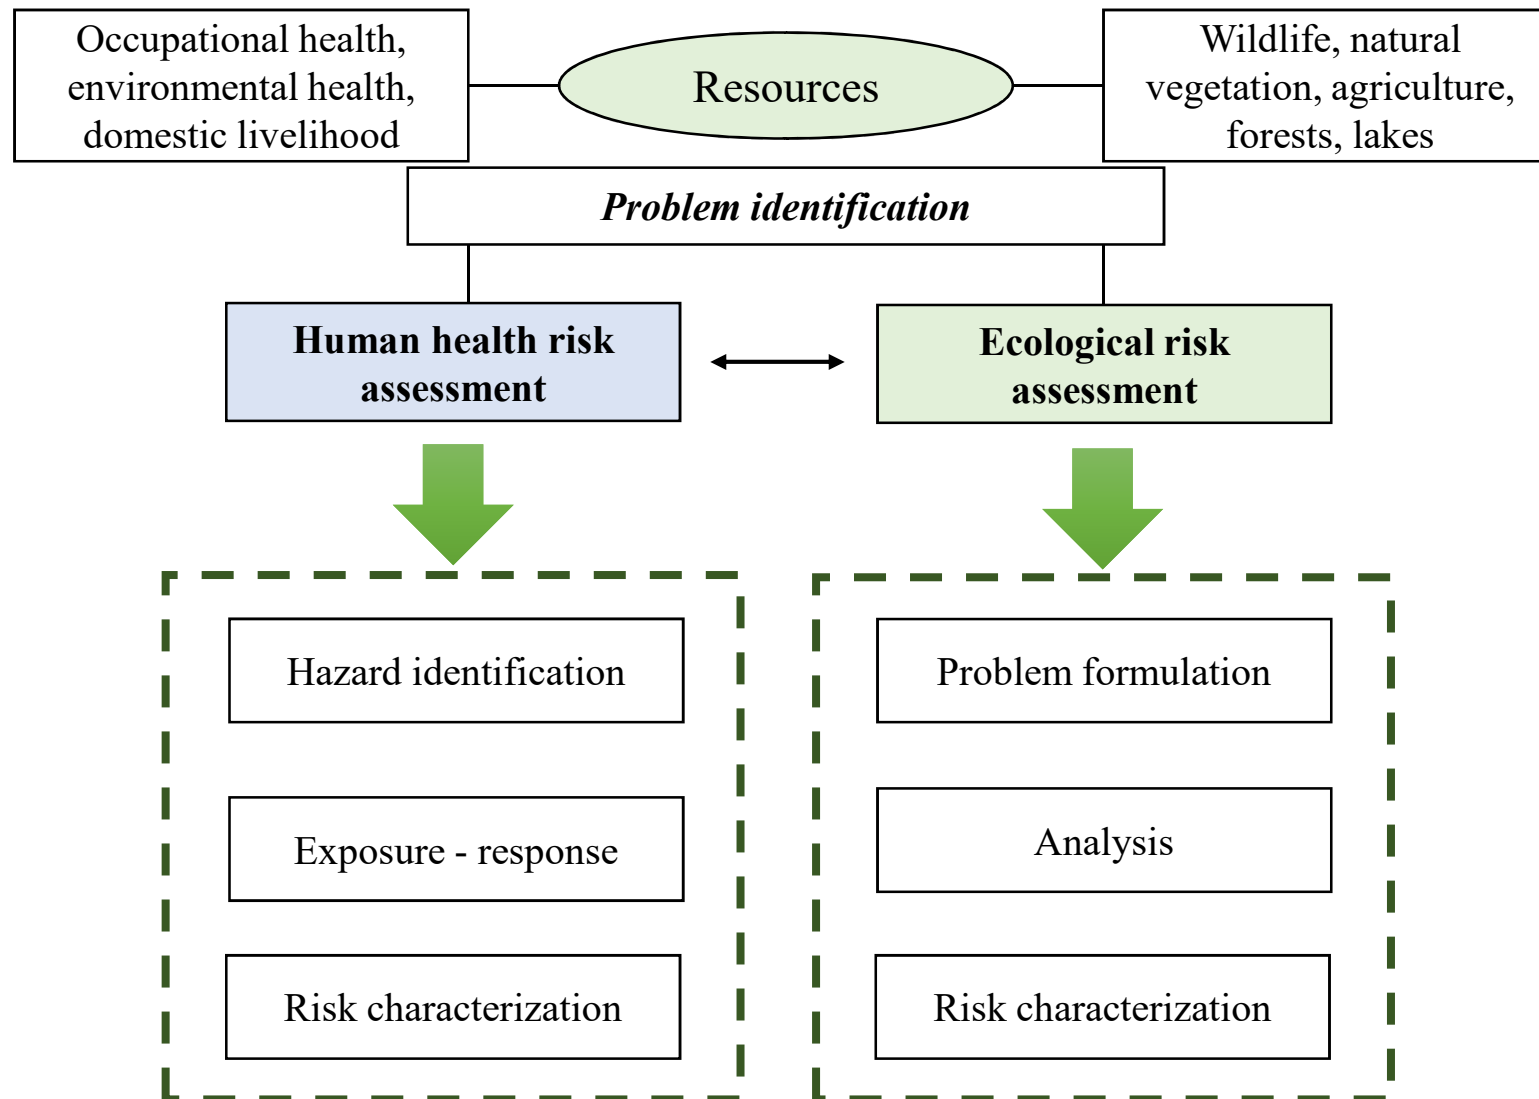 Occupational health,
environmental health,
domestic livelihood
Resources
Wildlife, natural
vegetation, agriculture,
forests, lakes
Problem identification
Human health risk
assessment
Ecological risk
assessment
Hazard identification
Exposure - response
Risk characterization
Problem formulation
Analysis
Risk characterization